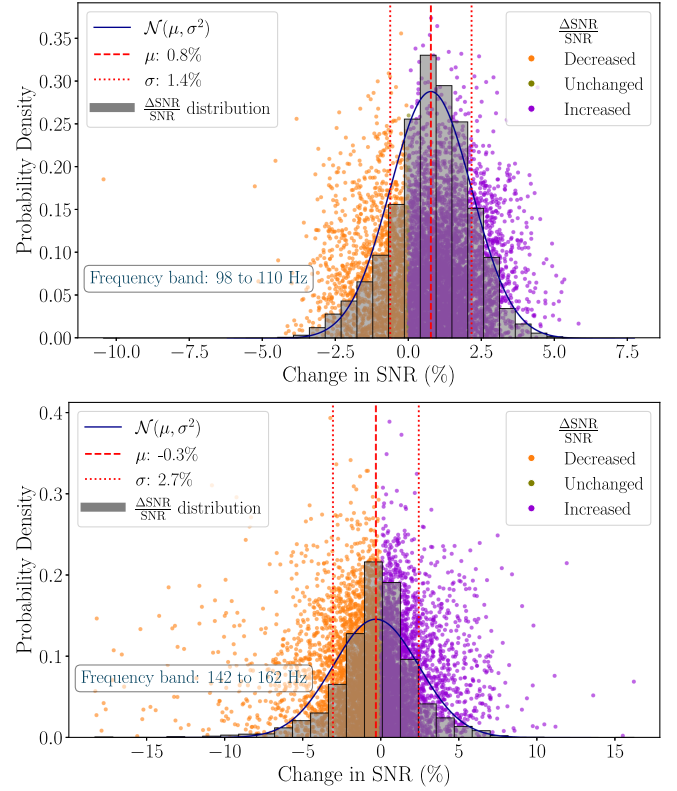 0.35
0.30
0.25
0.20
0.15
0.10
0.05
0.00
Probability Density
𝒩(μ, σ²)
μ: 0.8%
σ: 1.4%
ΔSNR/SNR distribution
ΔSNR/SNR
Decreased
Unchanged
Increased
Frequency band: 98 to 110 Hz
−10.0 −7.5 −5.0 −2.5 0.0 2.5 5.0 7.5
Change in SNR (%)
0.4
0.3
0.2
0.1
0.0
Probability Density
𝒩(μ, σ²)
μ: -0.3%
σ: 2.7%
ΔSNR/SNR distribution
ΔSNR/SNR
Decreased
Unchanged
Increased
Frequency band: 142 to 162 Hz
−15 −10 −5 0 5 10 15
Change in SNR (%)